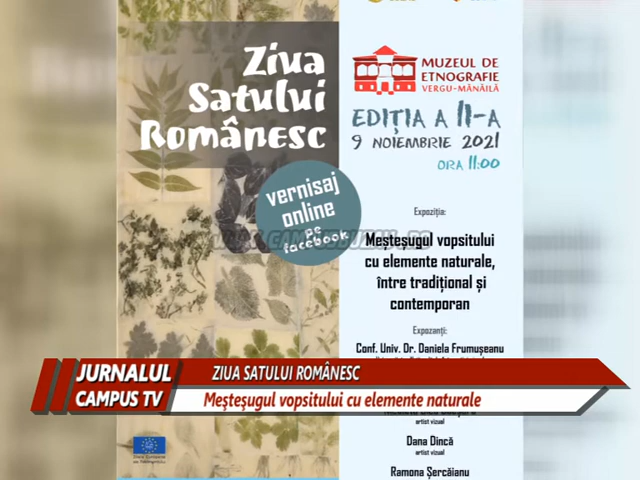 Ziua
Satului
Românesc
vernisaj
online
pe
facebook
MUZEUL DE
ETNOGRAFIE
VERGU-MĂNĂILĂ
EDIȚIA A II-A
9 NOIEMBRIE 2021
ORA 11:00
Expoziția:
Meșteșugul vopsitului
cu elemente naturale,
între tradițional și
contemporan
Expozanți:
Conf. Univ. Dr. Daniela Frumușeanu
artist vizual
Dana Dincă
artist vizual
Ramona Șercăianu
JURNALUL
CAMPUS TV
ZIUA SATULUI ROMÂNESC
Meşteşugul vopsitului cu elemente naturale